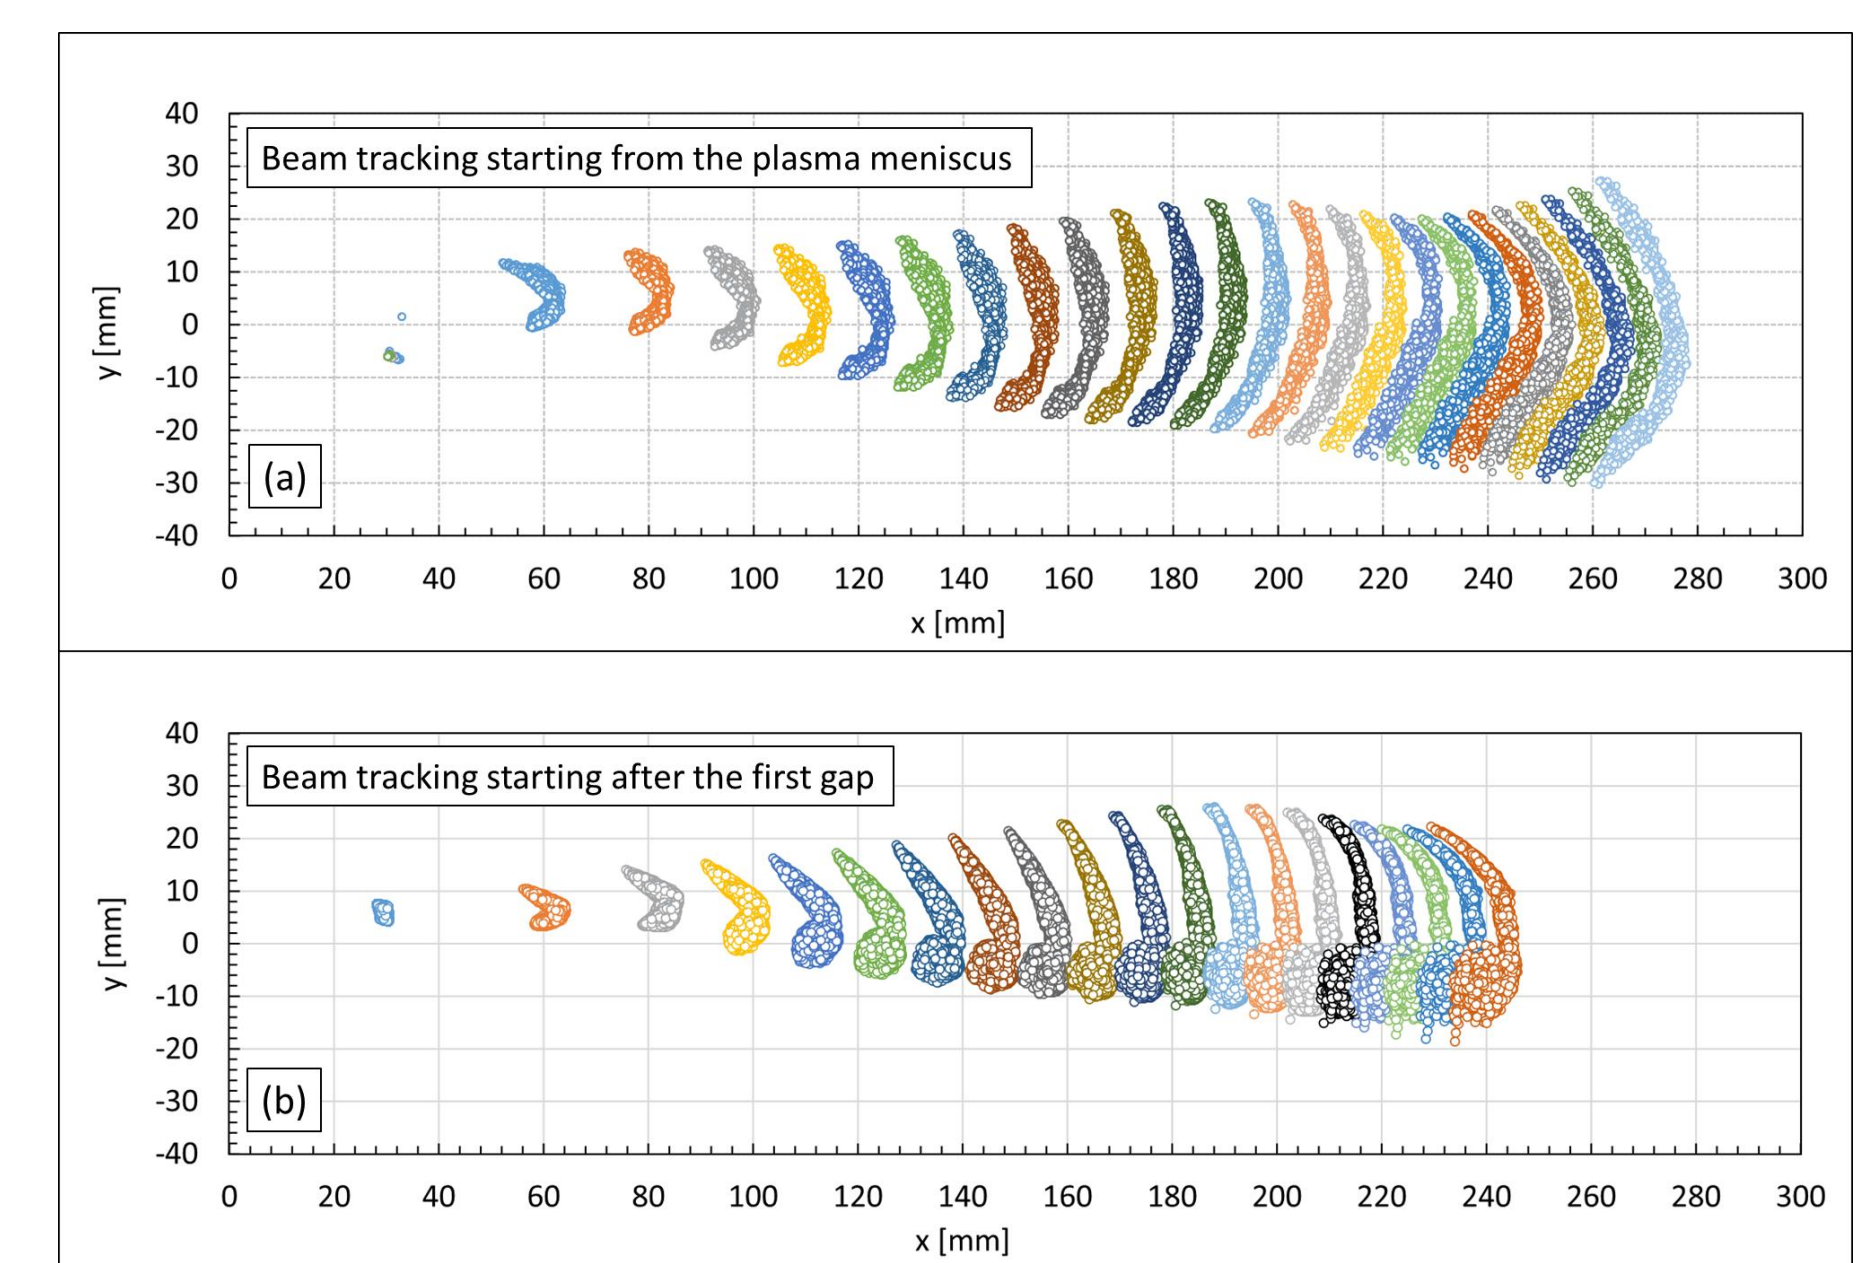 40
Beam tracking starting from the plasma meniscus
30
20
10
0
-10
-20
-30
-40
y [mm]
(a)
0 20 40 60 80 100 120 140 160 180 200 220 240 260 280 300
x [mm]
40
Beam tracking starting after the first gap
30
20
10
0
-10
-20
-30
-40
y [mm]
(b)
0 20 40 60 80 100 120 140 160 180 200 220 240 260 280 300
x [mm]